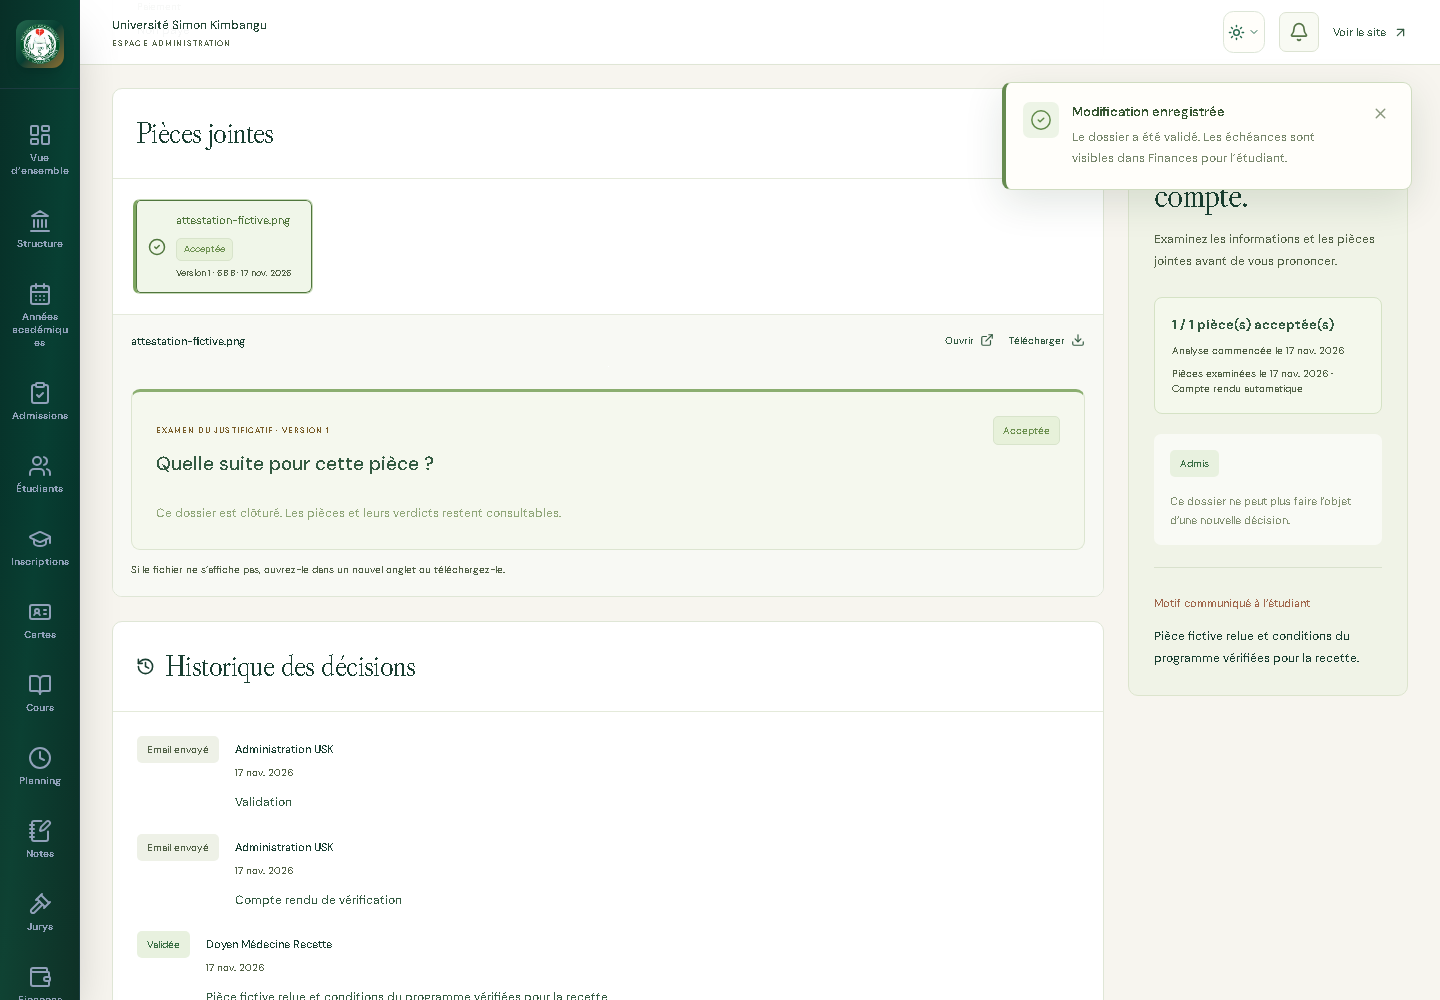 Université Simon Kimbangu
ESPACE ADMINISTRATION
Voir le site
Vue
d'ensemble
Structure
Années
académiqu
es
Admissions
Étudiants
Inscriptions
Cartes
Cours
Planning
Notes
Jurys
Finances
Modification enregistrée
Le dossier a été validé. Les échéances sont
visibles dans Finances pour l'étudiant.
Pièces jointes
attestation-fictive.png
Acceptée
Version 1 · 68 B · 17 nov. 2026
attestation-fictive.png
Ouvrir
Télécharger
EXAMEN DU JUSTIFICATIF · VERSION 1
Acceptée
Quelle suite pour cette pièce ?
Ce dossier est clôturé. Les pièces et leurs verdicts restent consultables.
Si le fichier ne s'affiche pas, ouvrez-le dans un nouvel onglet ou téléchargez-le.
Historique des décisions
Email envoyé
Administration USK
17 nov. 2026
Validation
Email envoyé
Administration USK
17 nov. 2026
Compte rendu de vérification
Validée
Doyen Médecine Recette
17 nov. 2026
Pièce fictive relue et conditions du programme vérifiées pour la recette.
compte.
Examinez les informations et les pièces
jointes avant de vous prononcer.
1 / 1 pièce(s) acceptée(s)
Analyse commencée le 17 nov. 2026
Pièces examinées le 17 nov. 2026 ·
Compte rendu automatique
Admis
Ce dossier ne peut plus faire l'objet
d'une nouvelle décision.
Motif communiqué à l'étudiant
Pièce fictive relue et conditions du
programme vérifiées pour la recette.